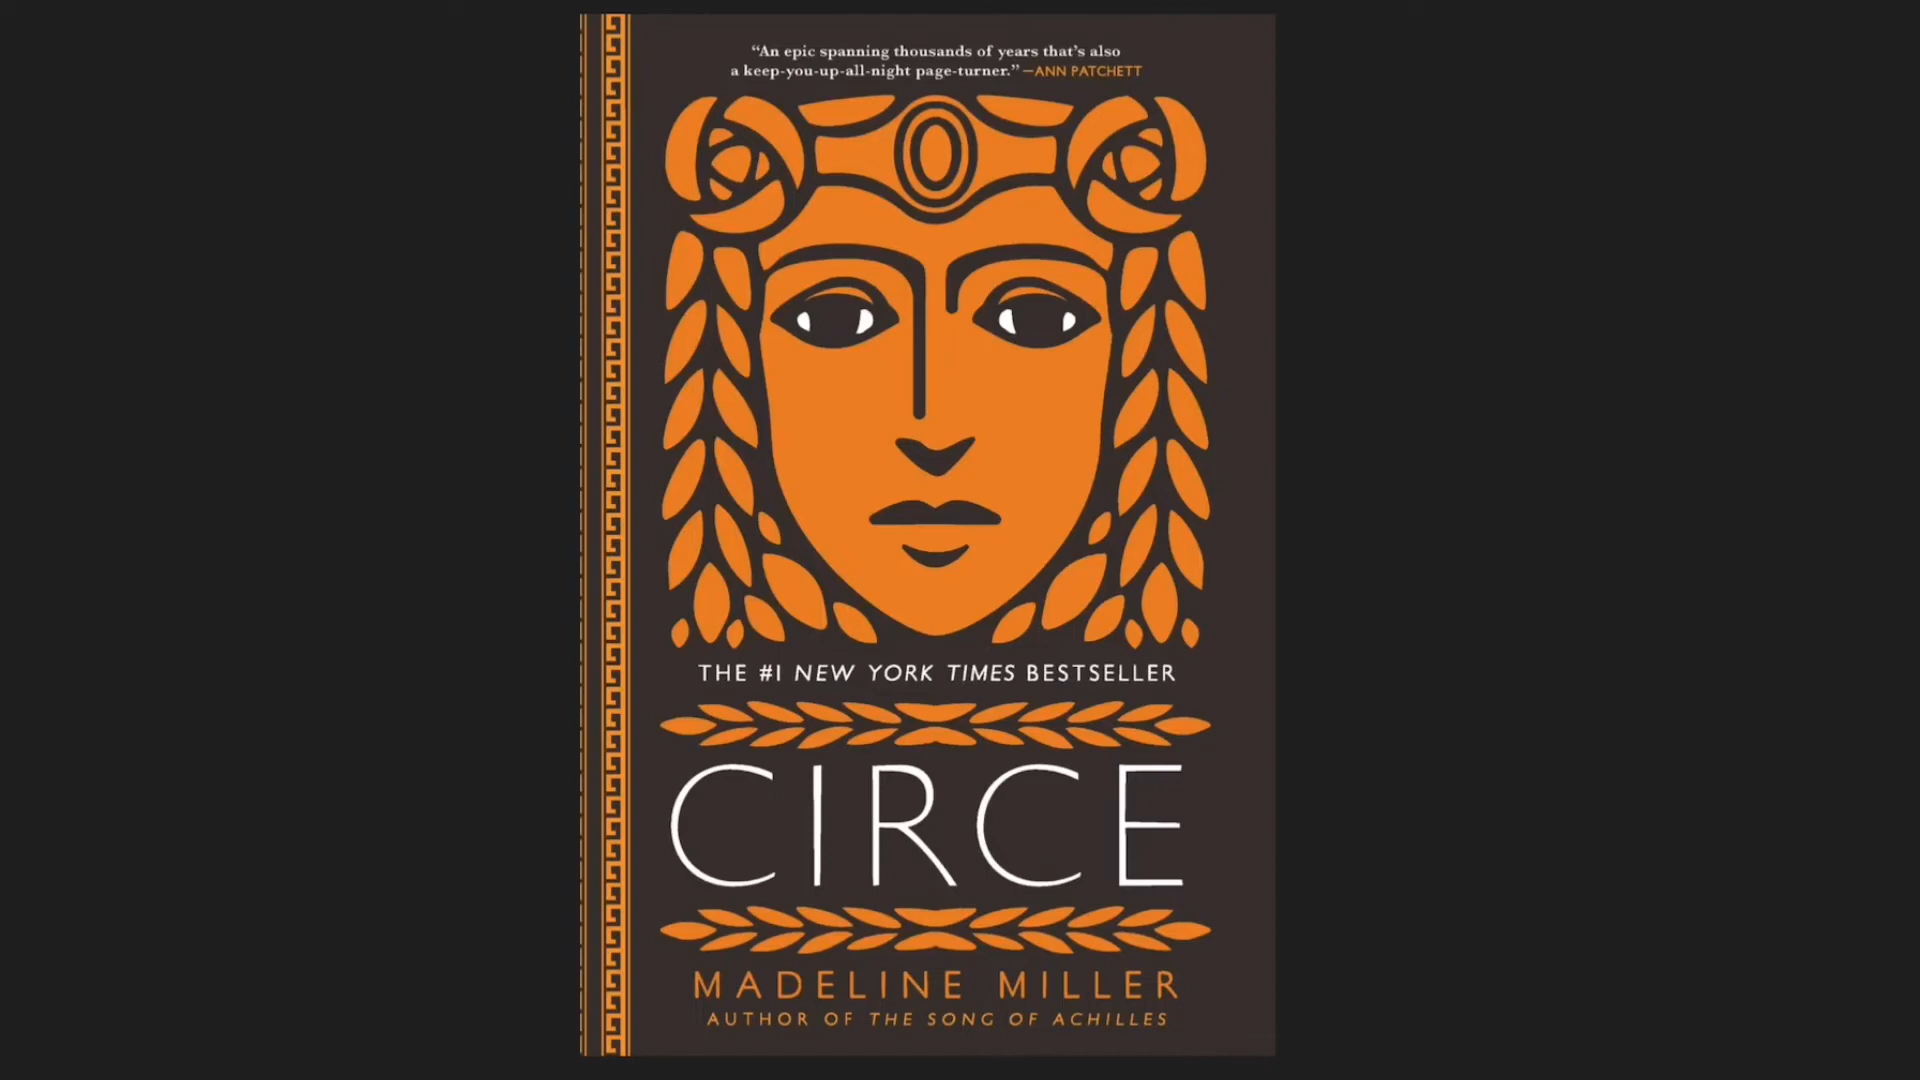 “An epic spanning thousands of years that’s also
a keep-you-up-all-night page-turner.” —ANN PATCHETT
THE #1 NEW YORK TIMES BESTSELLER
CIRCE
MADELINE MILLER
AUTHOR OF THE SONG OF ACHILLES